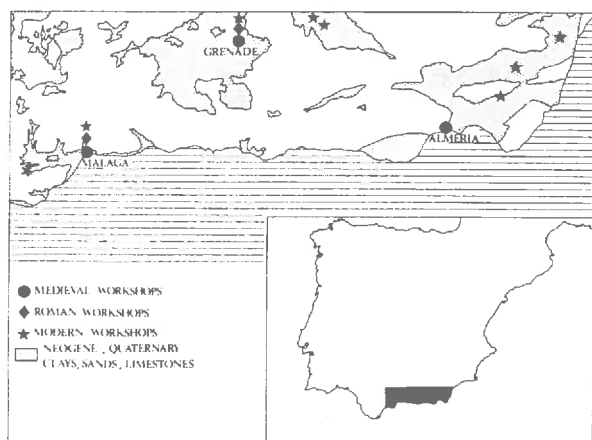 GRENADE
ALMERIA
MALAGA
MEDIEVAL WORKSHOPS
ROMAN WORKSHOPS
MODERN WORKSHOPS
NEOGENE, QUATERNARY
CLAYS, SANDS, LIMESTONES